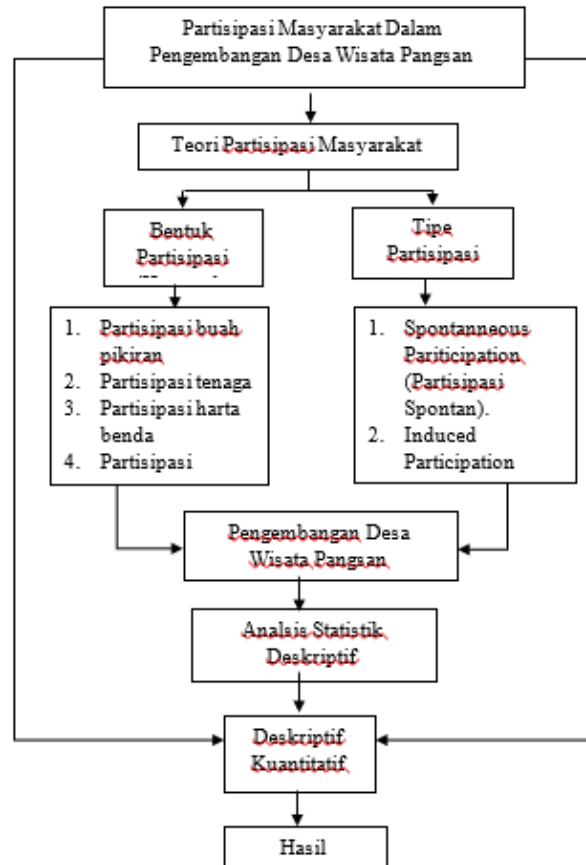 Partisipasi Masyarakat Dalam
Pengembangan Desa Wisata Pangsan
Teori Partisipasi Masyarakat
Bentuk
Partisipasi
Tipe
Partisipasi
1. Partisipasi buah
pikiran
2. Partisipasi tenaga
3. Partisipasi harta
benda
4. Partisipasi
1. Spontanneous
Pariticipation
(Partisipasi
Spontan).
2. Induced
Participation
Pengembangan Desa
Wisata Pangsan
Analsis Statistik
Deskriptif
Deskriptif
Kuantitatif
Hasil